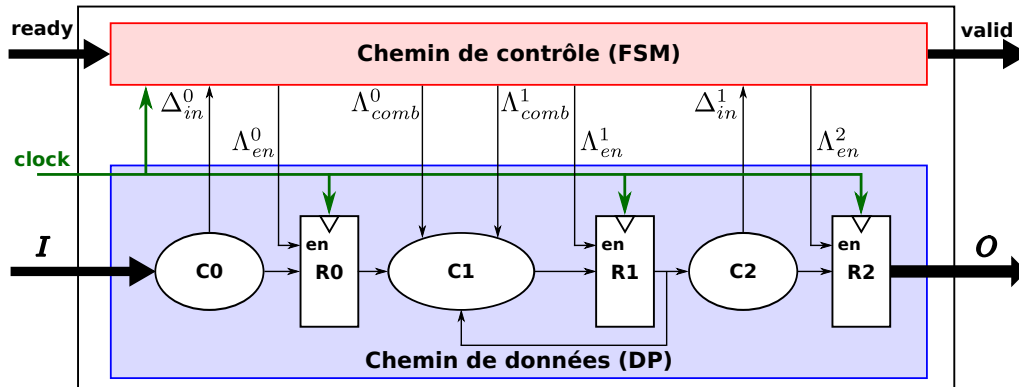 ready
valid
Chemin de contrôle (FSM)
Δ⁰ᵢₙ
Λ⁰comb
Λ¹comb
Δ¹ᵢₙ
Λ⁰en
Λ¹en
Λ²en
clock
I
O
en
en
en
C0
R0
C1
R1
C2
R2
Chemin de données (DP)